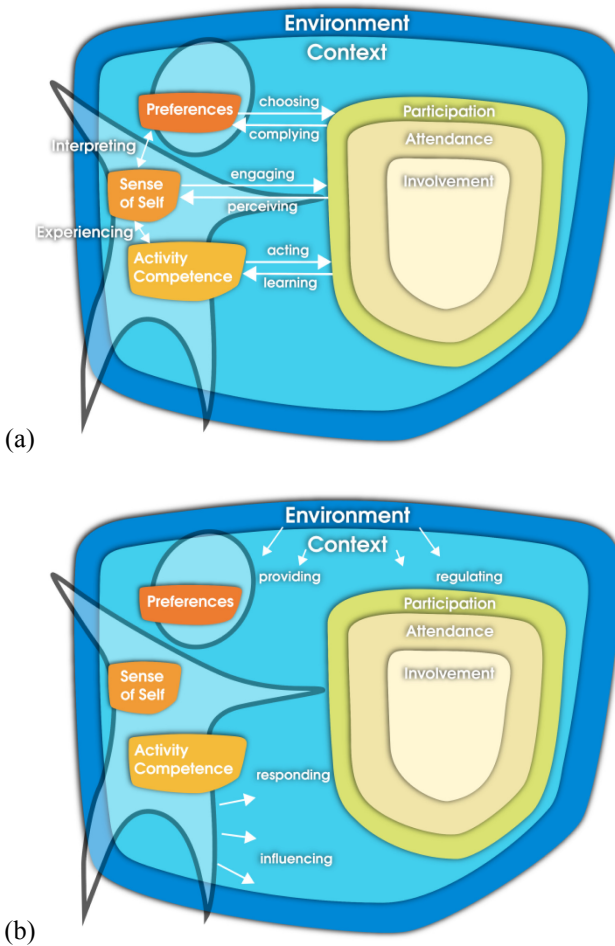 Environment
Context
Preferences
choosing
complying
Participation
Attendance
Interpreting
Involvement
engaging
Sense
of Self
perceiving
Experiencing
Activity
Competence
acting
learning
(a)
Environment
Context
providing
regulating
Preferences
Participation
Attendance
Sense
of Self
Involvement
Activity
Competence
responding
influencing
(b)